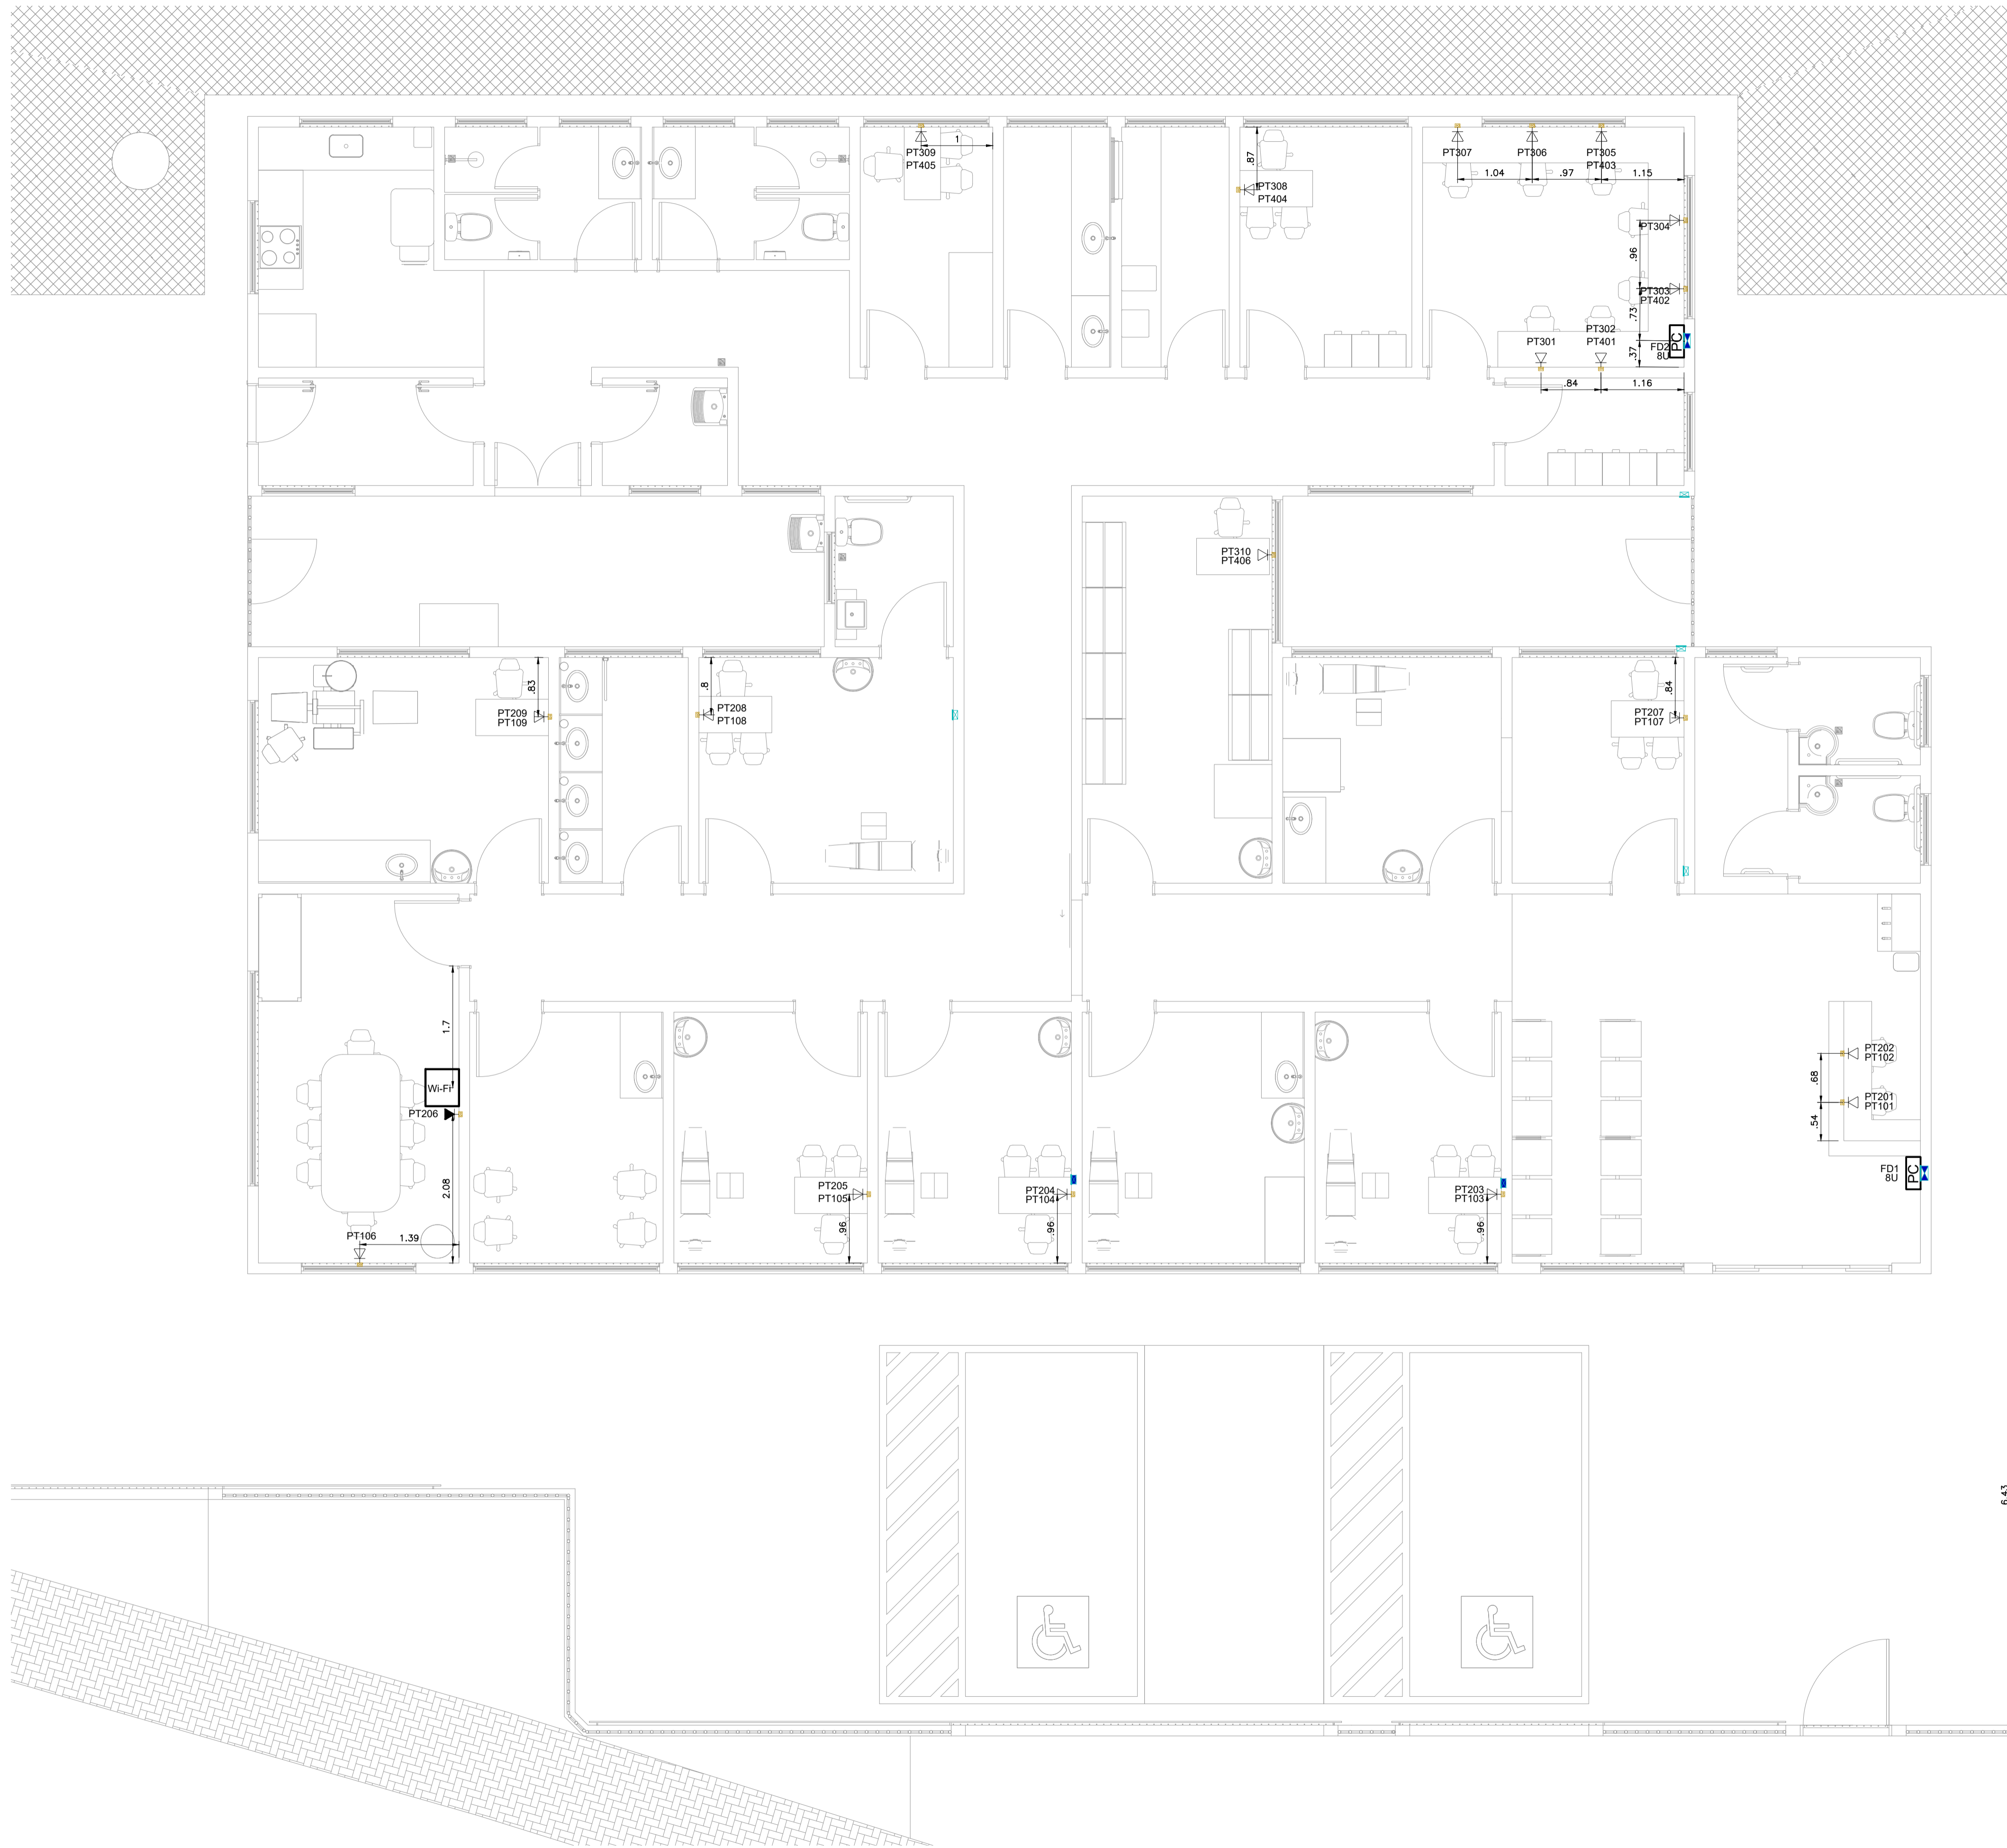 PT309
PT405
1
.87
PT308
PT404
PT307
PT306
PT305
PT403
1.04
.97
1.15
PT304
.96
PT303
PT402
.73
PT302
PT301
PT401
FD2
8U
PC
.37
.84
1.16
PT310
PT406
.83
PT209
PT109
.8
PT208
PT108
.84
PT207
PT107
1.7
Wi-Fi
PT206
2.08
PT106
1.39
PT205
PT105
.96
PT204
PT104
.96
PT203
PT103
.96
PT202
PT102
.68
PT201
PT101
.54
FD1
8U
PC
6.43